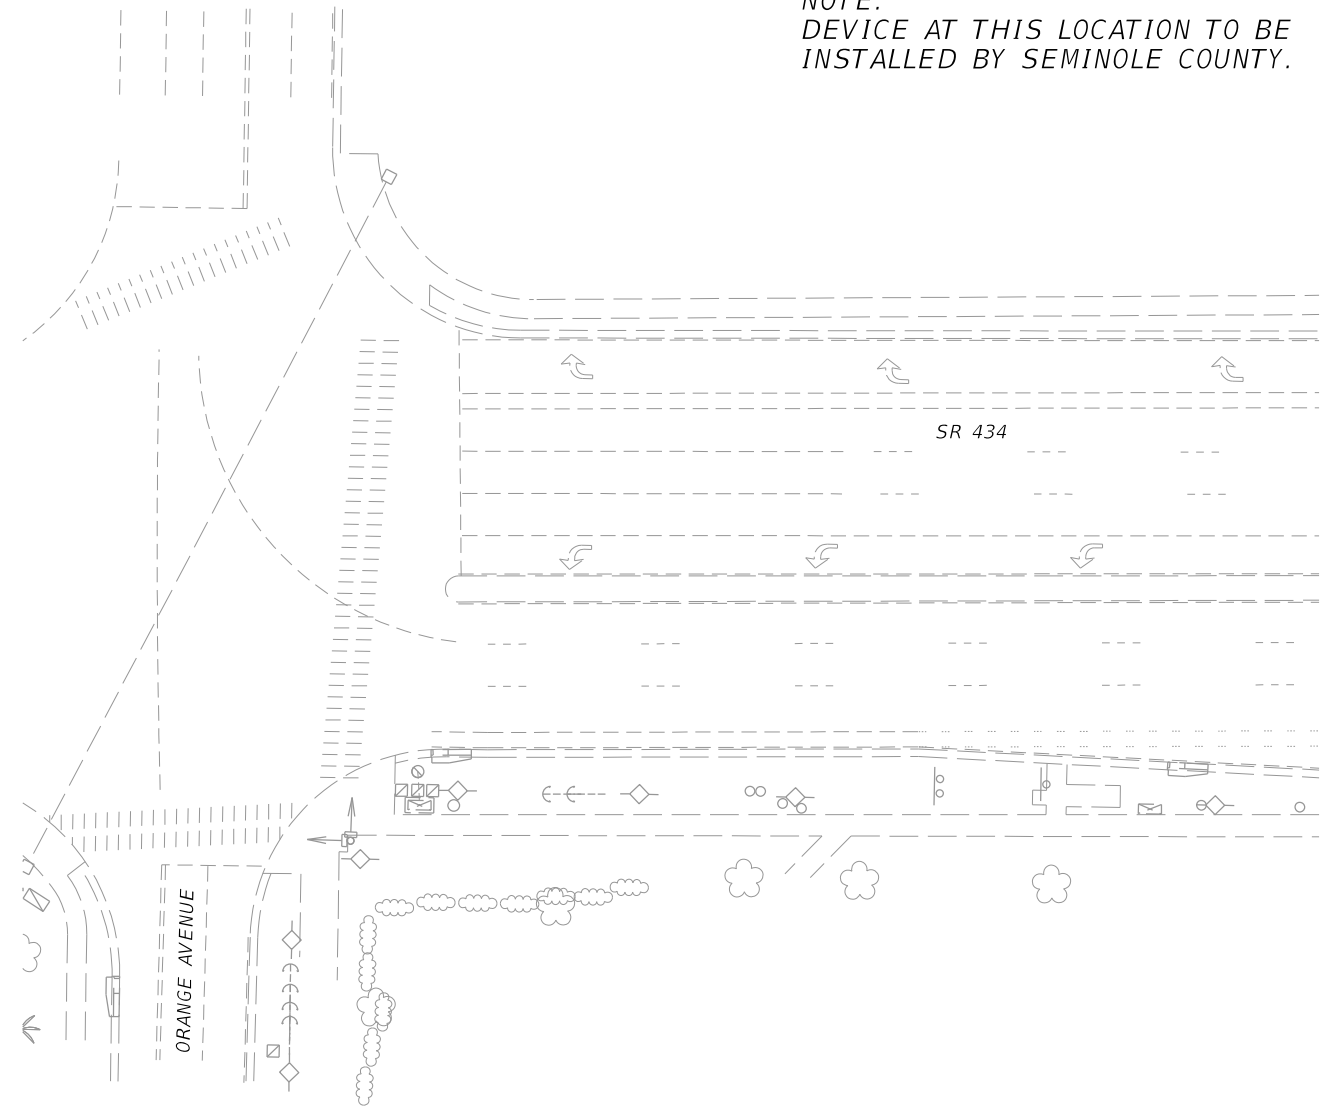 NOTE:
DEVICE AT THIS LOCATION TO BE
INSTALLED BY SEMINOLE COUNTY.
SR 434
ORANGE AVENUE